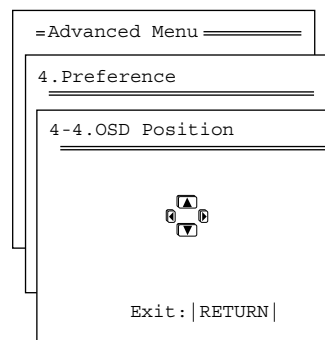 =Advanced Menu
4.Preference
4-4.OSD Position
Exit:|RETURN|